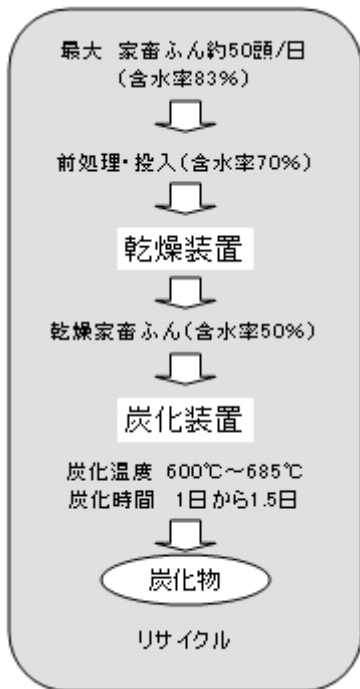 最大 家畜ふん約50頭/日
(含水率83%)
前処理・投入(含水率70%)
乾燥装置
乾燥家畜ふん(含水率50%)
炭化装置
炭化温度 600℃～685℃
炭化時間 1日から1.5日
炭化物
リサイクル